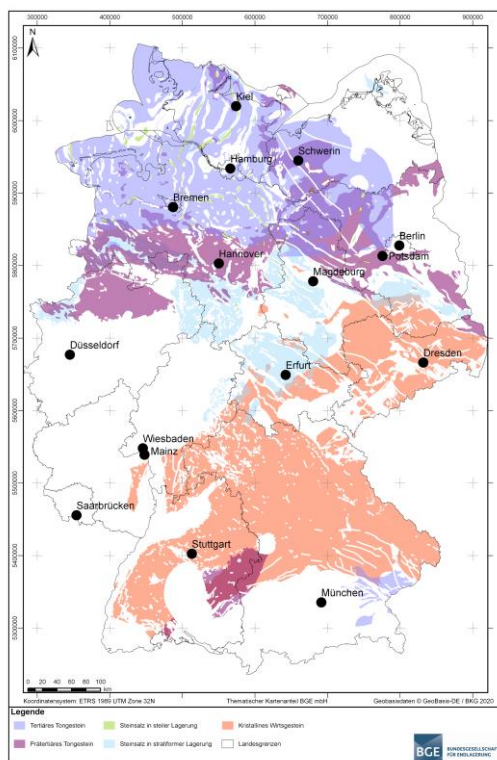 300000 400000 500000 600000 700000 800000 900000
N
6100000
6000000
5900000
5800000
5700000
5600000
5500000
5400000
5300000
Kiel
Schwerin
Hamburg
Bremen
Berlin
Hannover
Potsdam
Magdeburg
Düsseldorf
Dresden
Erfurt
Wiesbaden
Mainz
Saarbrücken
Stuttgart
München
0 20 40 60 80 100
km
Koordinatensystem: ETRS 1989 UTM Zone 32N Thematischer Kartenanteil BGE mbH Geobasisdaten © GeoBasis-DE / BKG 2020
Legende
Tertiäres Tongestein Steinsalz in steiler Lagerung Kristallines Wirtsgestein
Prätertiäres Tongestein Steinsalz in stratiformer Lagerung Landesgrenzen
BGE BUNDESGESELLSCHAFT
FÜR ENDLAGERUNG